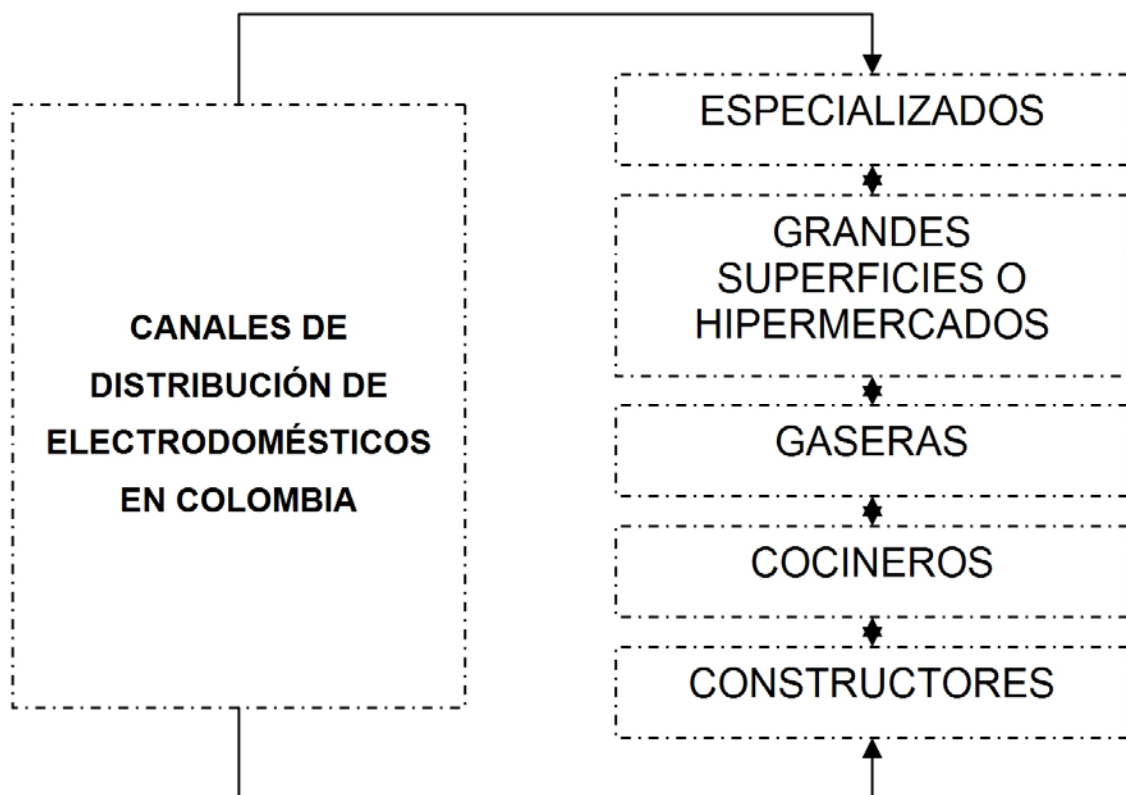 CANALES DE
DISTRIBUCIÓN DE
ELECTRODOMÉSTICOS
EN COLOMBIA
ESPECIALIZADOS
GRANDES
SUPERFICIES O
HIPERMERCADOS
GASERAS
COCINEROS
CONSTRUCTORES